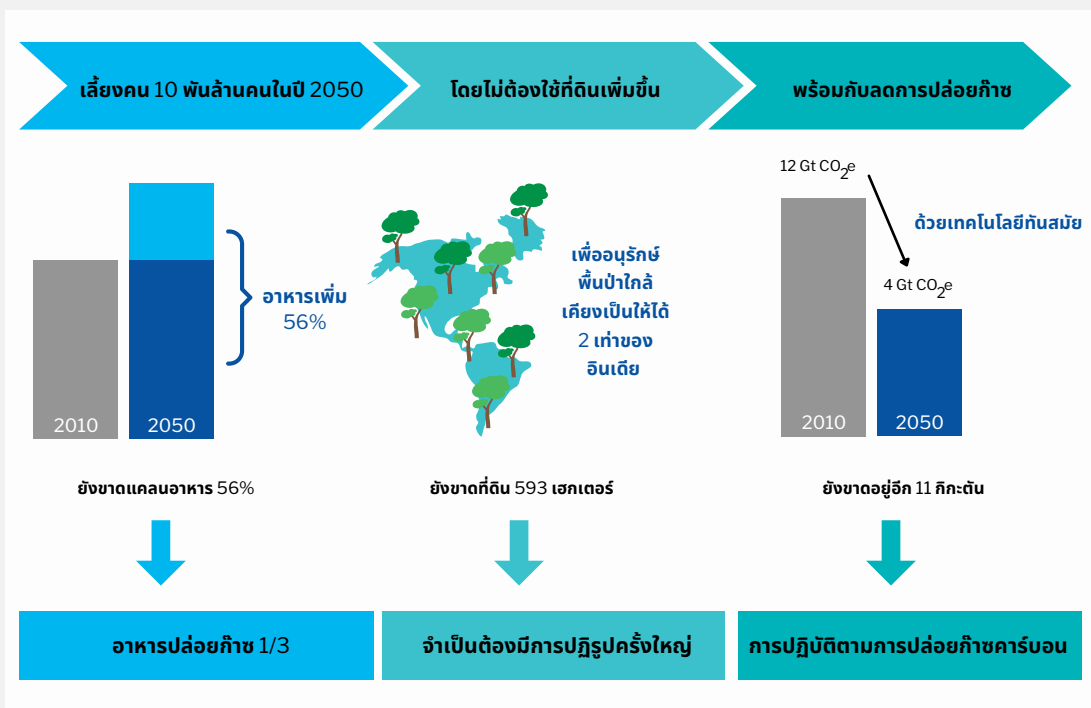 เลี้ยงคน 10 พันล้านคนในปี 2050
โดยไม่ต้องใช้ที่ดินเพิ่มขึ้น
พร้อมกับลดการปล่อยก๊าซ
2010
2050
อาหารเพิ่ม
56%
เพื่ออนุรักษ์
พื้นป่าใกล้
เคียงเป็นให้ได้
2 เท่าของ
อินเดีย
12 Gt CO2e
ด้วยเทคโนโลยีทันสมัย
4 Gt CO2e
2010
2050
ยังขาดแคลนอาหาร 56%
ยังขาดที่ดิน 593 เฮกเตอร์
ยังขาดอยู่อีก 11 กิกะตัน
อาหารปล่อยก๊าซ 1/3
จำเป็นต้องมีการปฏิรูปครั้งใหญ่
การปฏิบัติตามการปล่อยก๊าซคาร์บอน